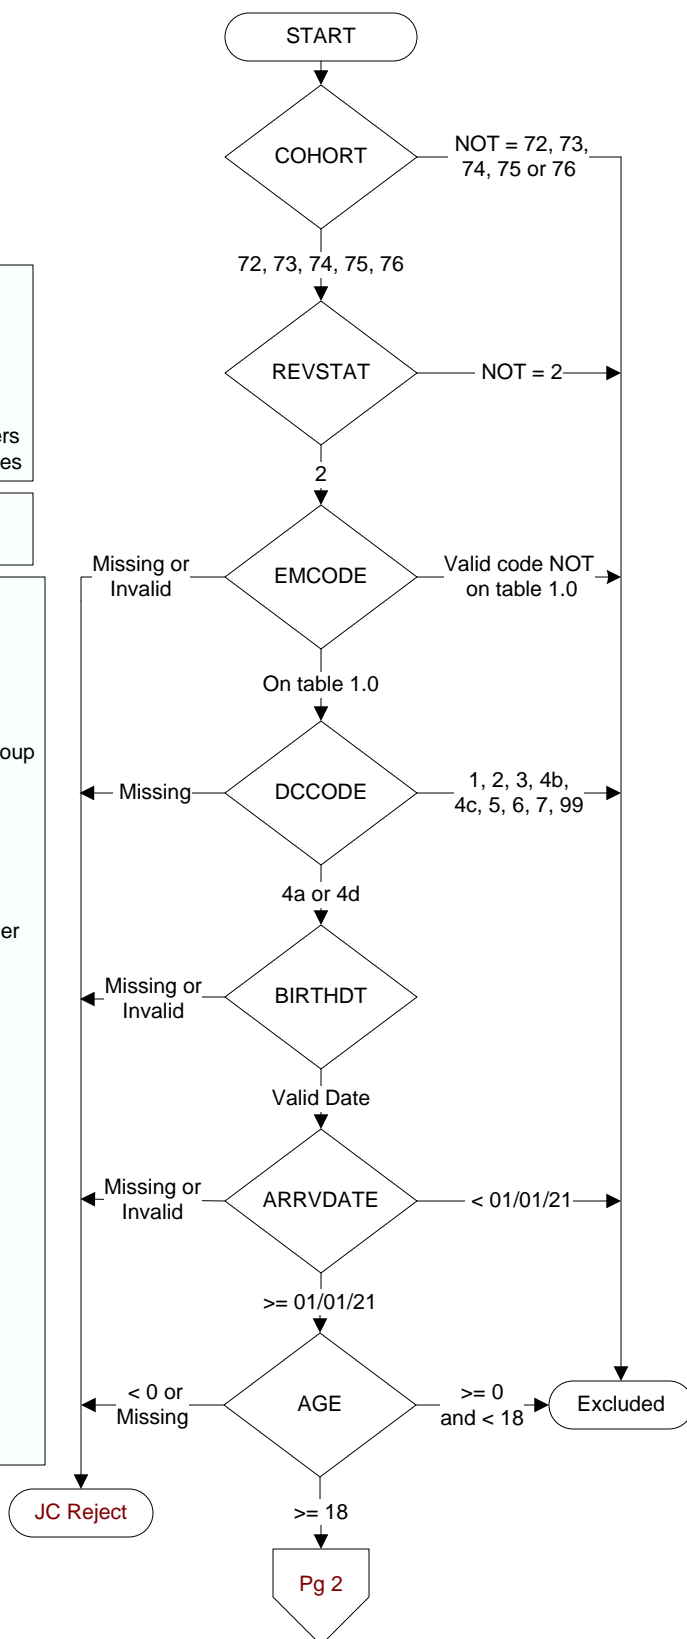 START
COHORT
NOT = 72, 73,
74, 75 or 76
72, 73, 74, 75, 76
REVSTAT
NOT = 2
2
Missing or
Invalid
EMCODE
Valid code NOT
on table 1.0
On table 1.0
Missing
DCCODE
1, 2, 3, 4b,
4c, 5, 6, 7, 99
4a or 4d
Missing or
Invalid
BIRTHDT
Valid Date
Missing or
Invalid
ARRVDATE
< 01/01/21
>= 01/01/21
< 0 or
Missing
AGE
>= 0
and < 18
Excluded
JC Reject
>= 18
Pg 2